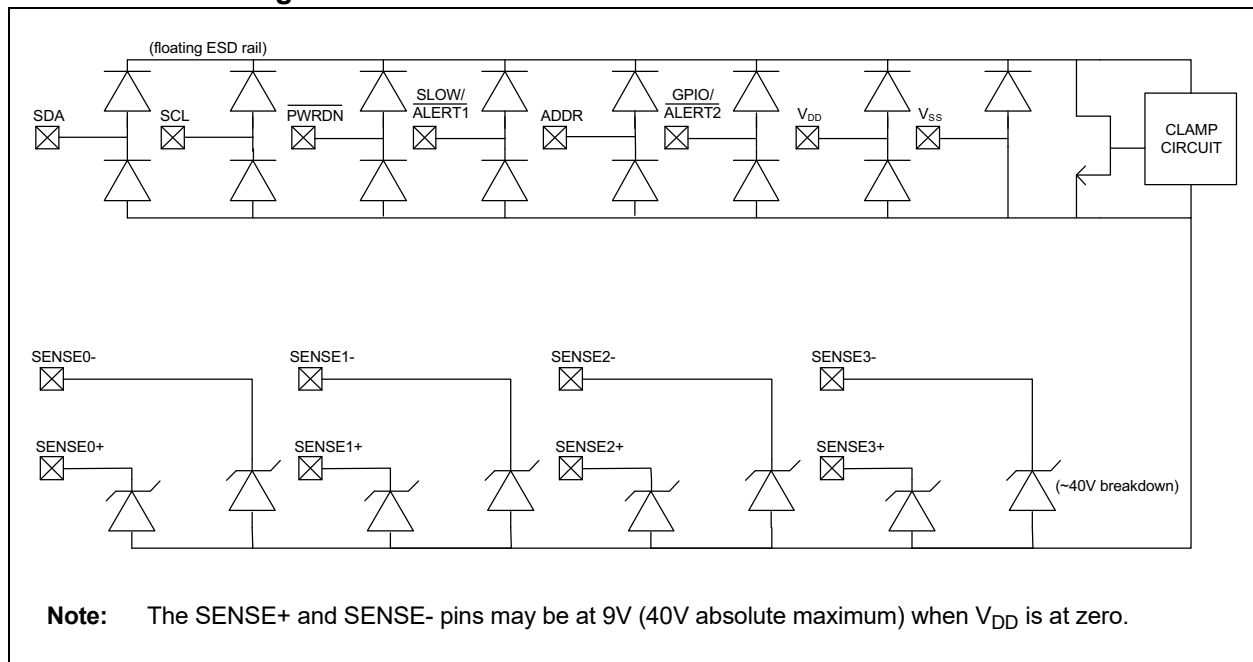 (floating ESD rail)
SDA
SCL
PWRDN
SLOW/
ALERT1
ADDR
GPIO/
ALERT2
VDD
VSS
CLAMP
CIRCUIT
SENSE0-
SENSE1-
SENSE2-
SENSE3-
SENSE0+
SENSE1+
SENSE2+
SENSE3+
(~40V breakdown)
Note: The SENSE+ and SENSE- pins may be at 9V (40V absolute maximum) when VDD is at zero.